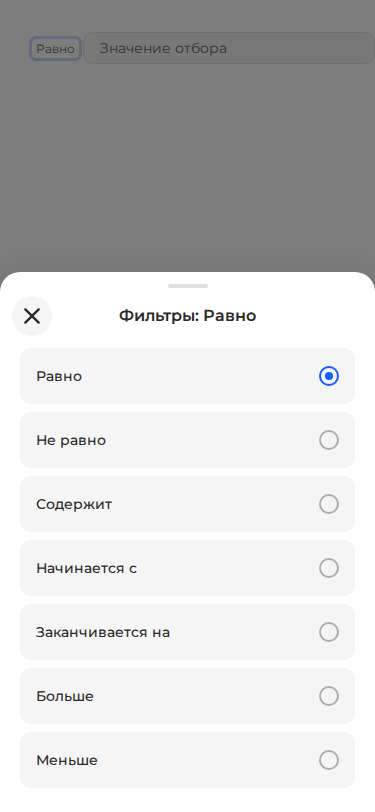 Равно
Значение отбора
Фильтры: Равно
Равно
Не равно
Содержит
Начинается с
Заканчивается на
Больше
Меньше